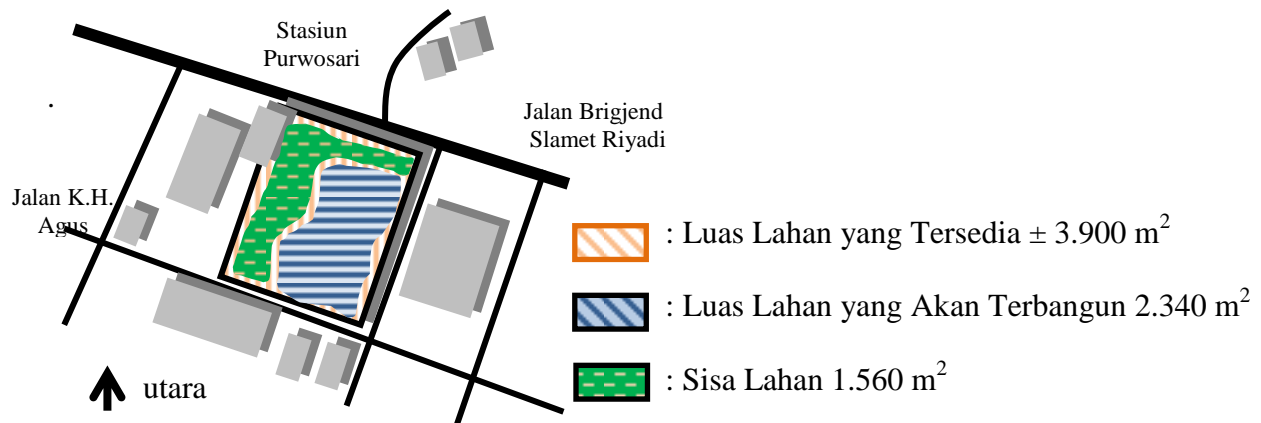 Stasiun
Purwosari
Jalan Brigjend
Slamet Riyadi
Jalan K.H.
Agus
: Luas Lahan yang Tersedia ± 3.900 m²
: Luas Lahan yang Akan Terbangun 2.340 m²
: Sisa Lahan 1.560 m²
utara